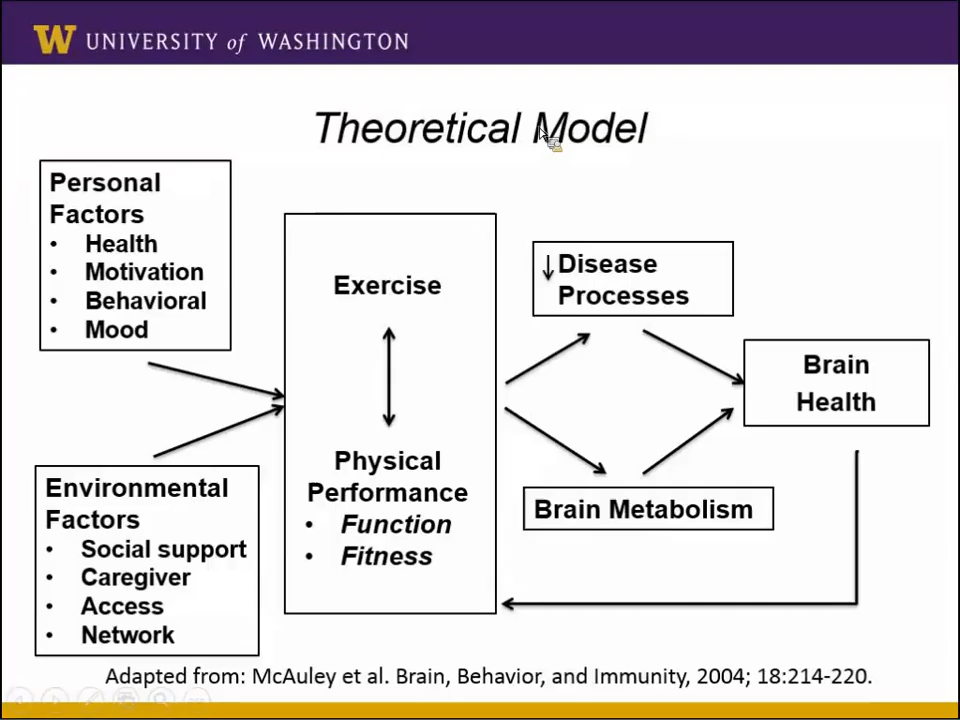 W UNIVERSITY of WASHINGTON
Theoretical Model
Personal
Factors
• Health
• Motivation
• Behavioral
• Mood
Environmental
Factors
• Social support
• Caregiver
• Access
• Network
Exercise
Physical
Performance
• Function
• Fitness
↓ Disease
Processes
Brain Metabolism
Brain
Health
Adapted from: McAuley et al. Brain, Behavior, and Immunity, 2004; 18:214-220.